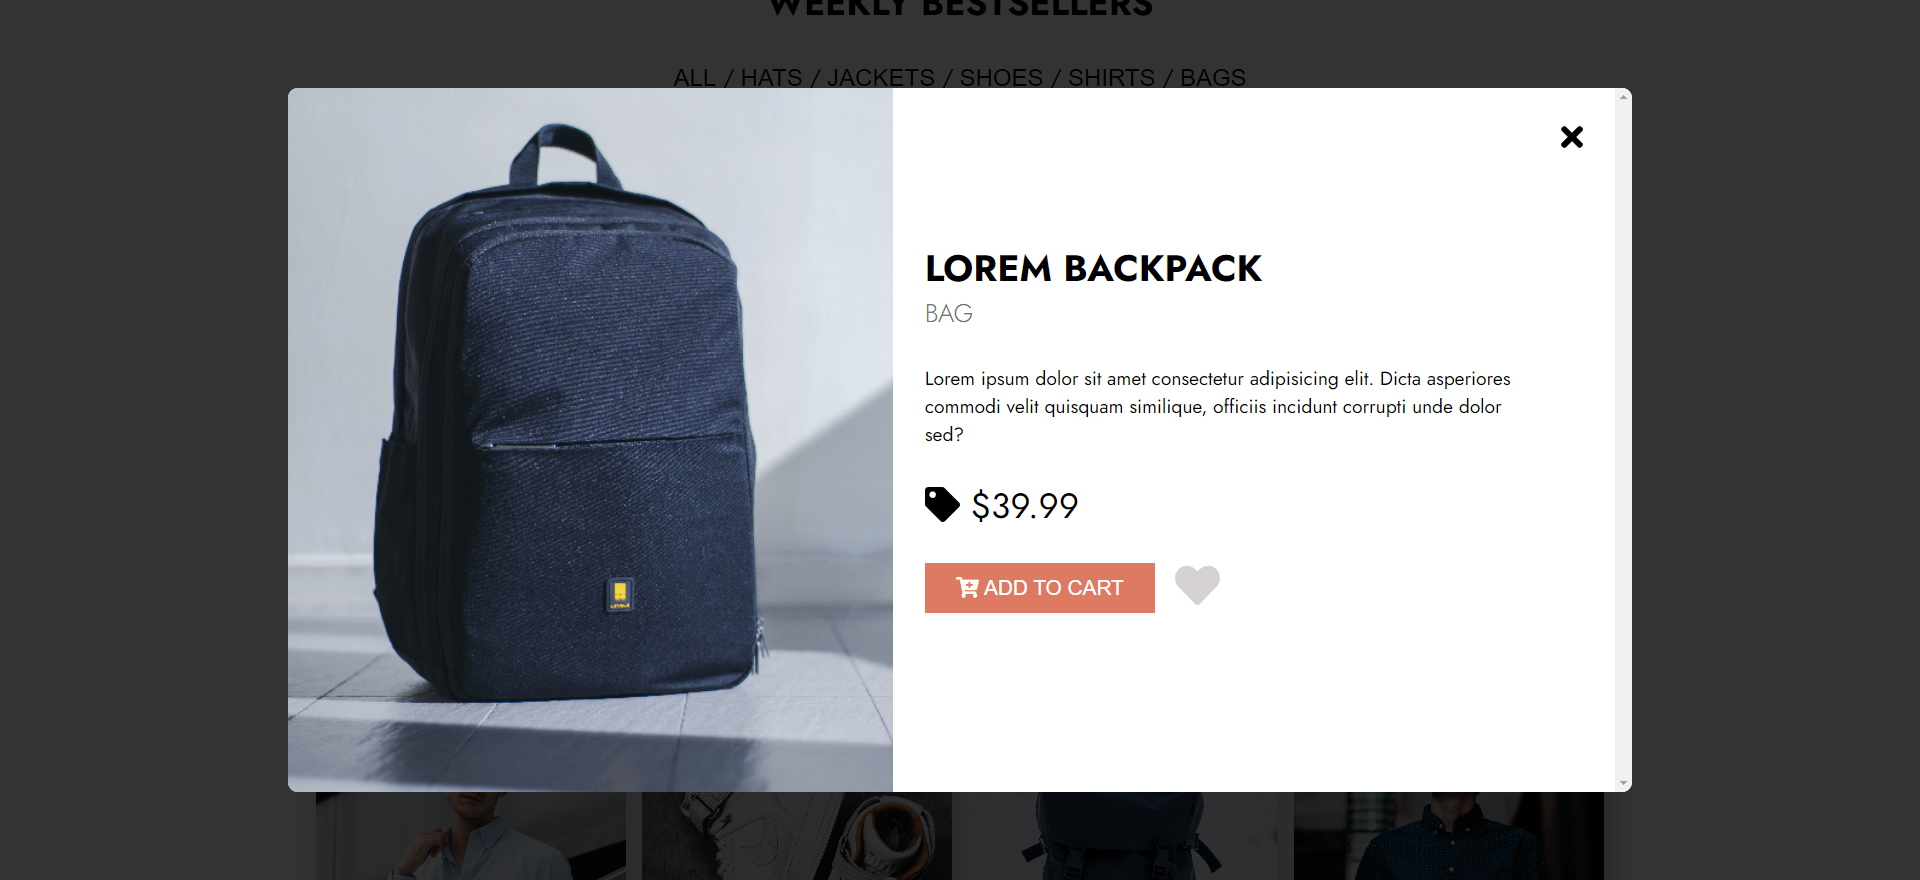 WEEKLY BESTSELLERS
ALL / HATS / JACKETS / SHOES / SHIRTS / BAGS
LOREM BACKPACK
BAG
Lorem ipsum dolor sit amet consectetur adipisicing elit. Dicta asperiores
commodi velit quisquam similique, officiis incidunt corrupti unde dolor
sed?
$39.99
ADD TO CART